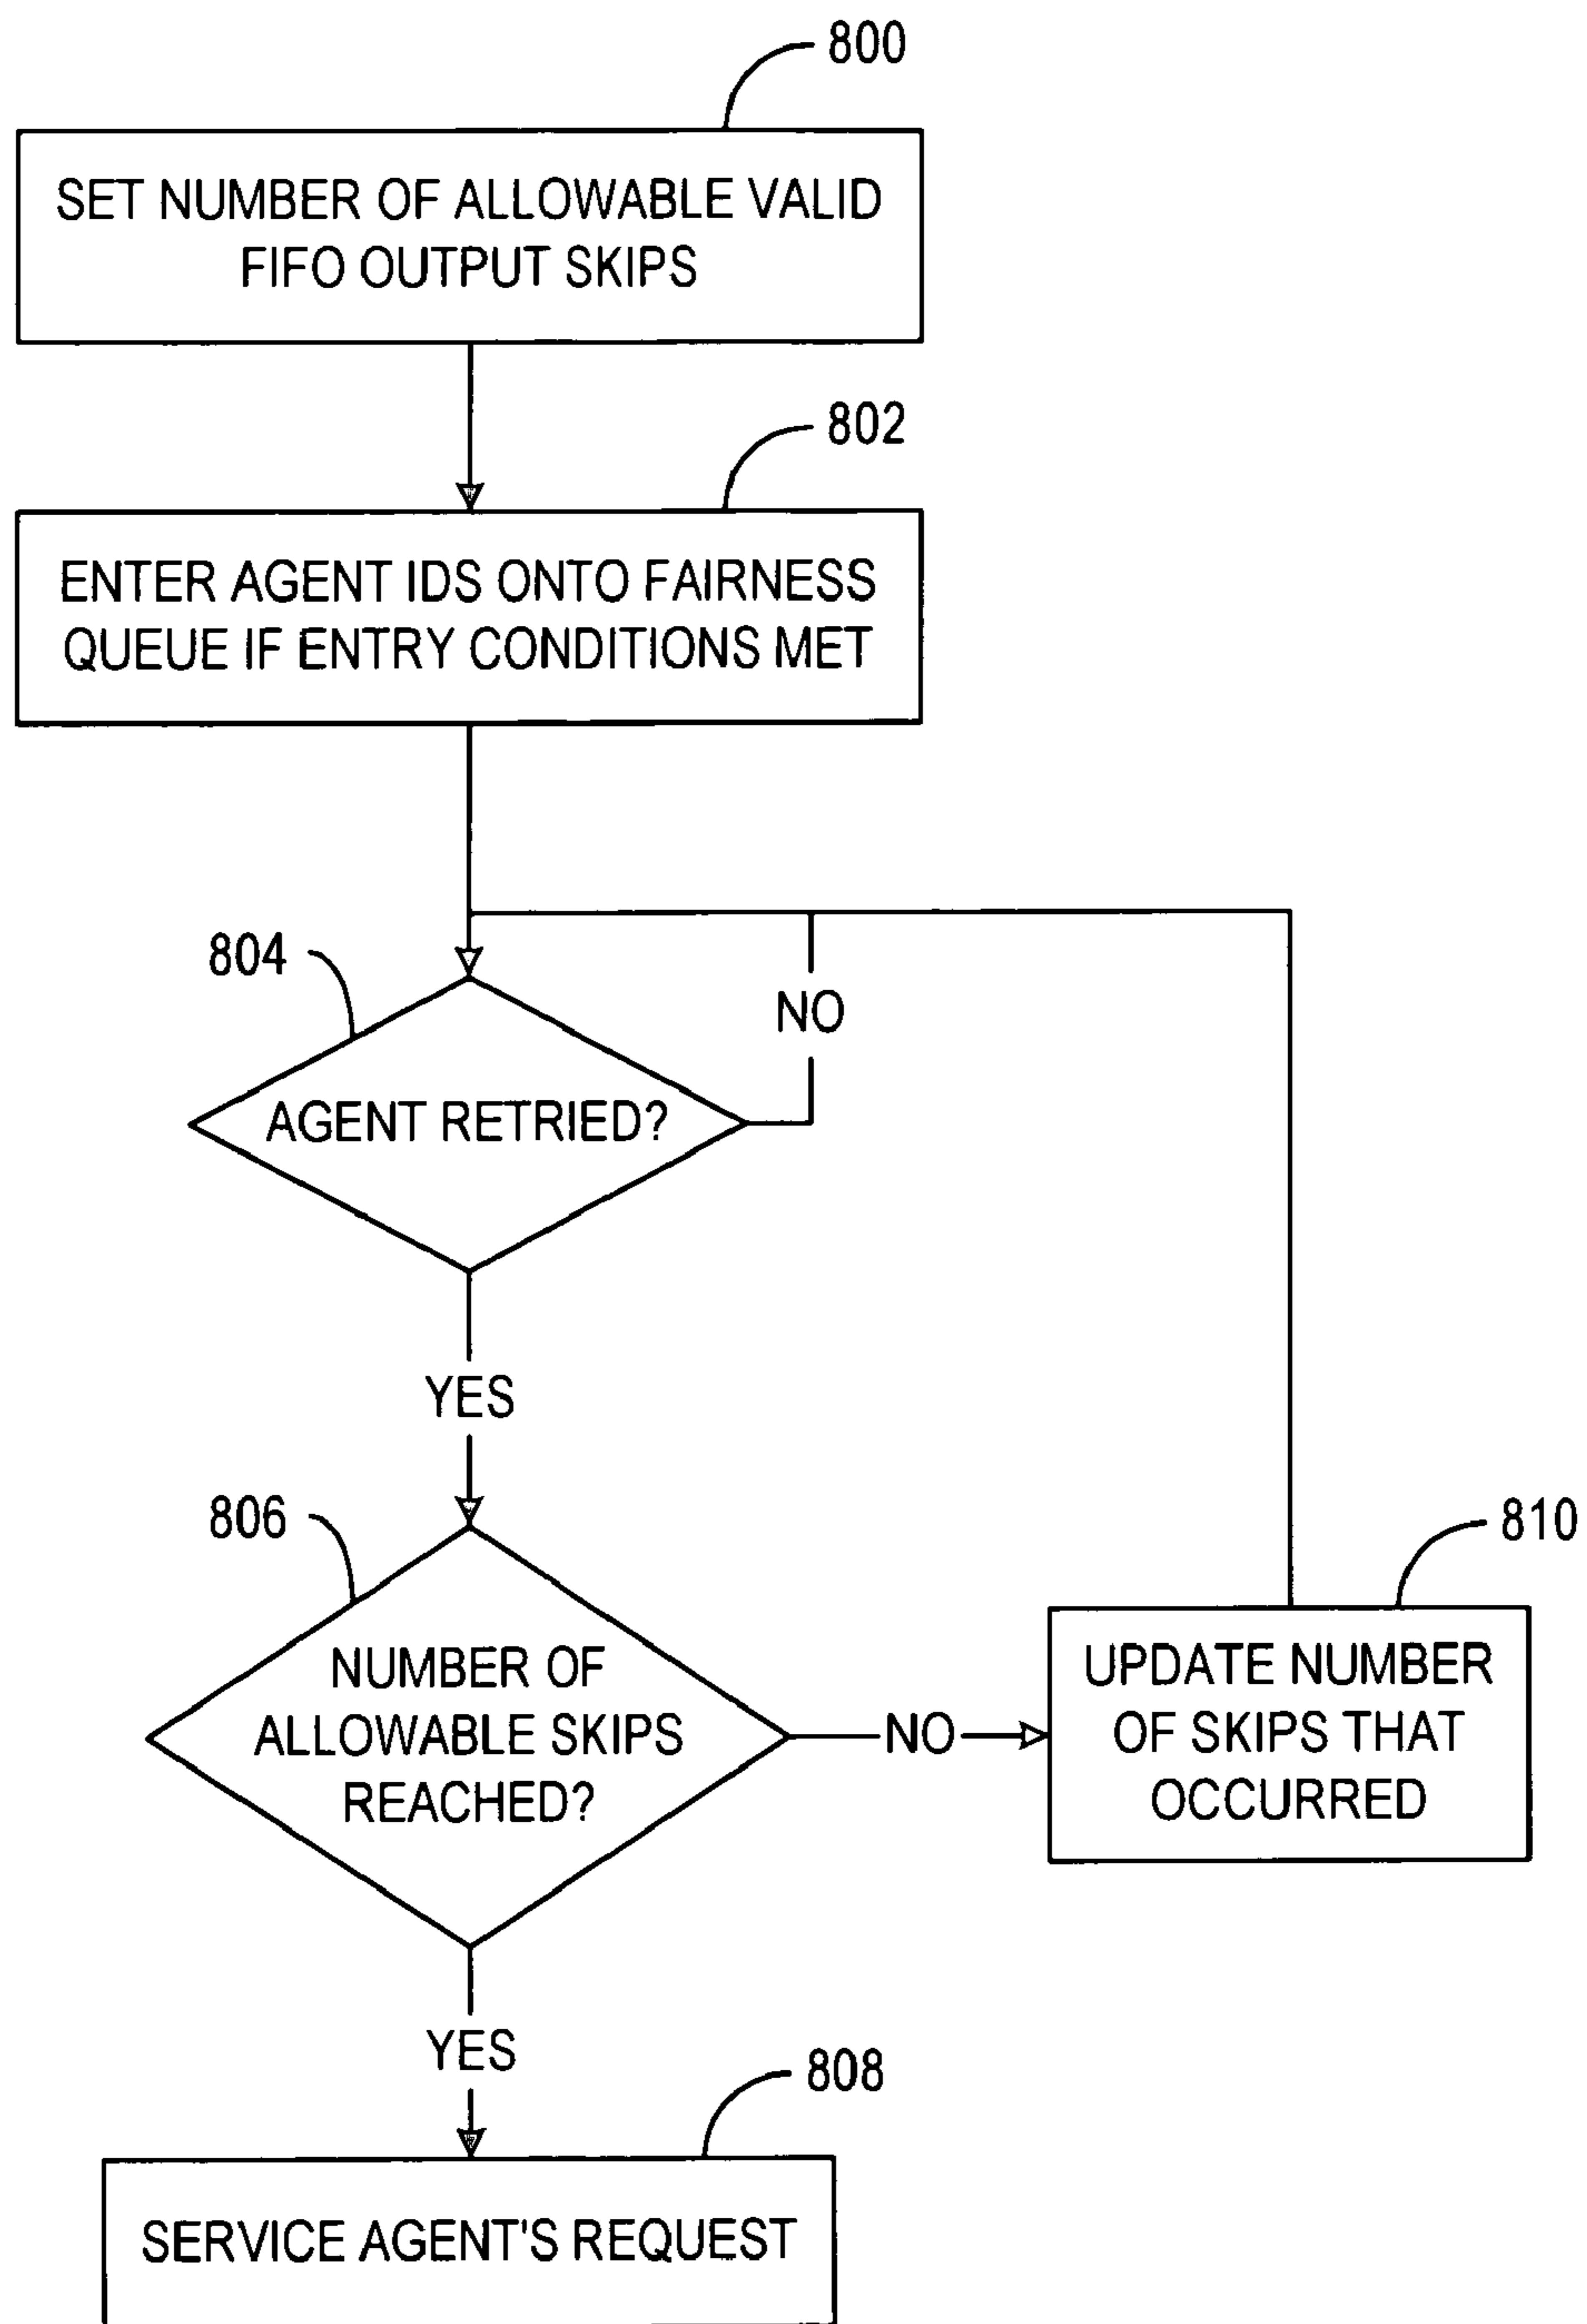 800
SET NUMBER OF ALLOWABLE VALID
FIFO OUTPUT SKIPS
802
ENTER AGENT IDS ONTO FAIRNESS
QUEUE IF ENTRY CONDITIONS MET
804
NO
AGENT RETRIED?
YES
806
810
NUMBER OF
ALLOWABLE SKIPS
REACHED?
NO
UPDATE NUMBER
OF SKIPS THAT
OCCURRED
YES
808
SERVICE AGENT'S REQUEST